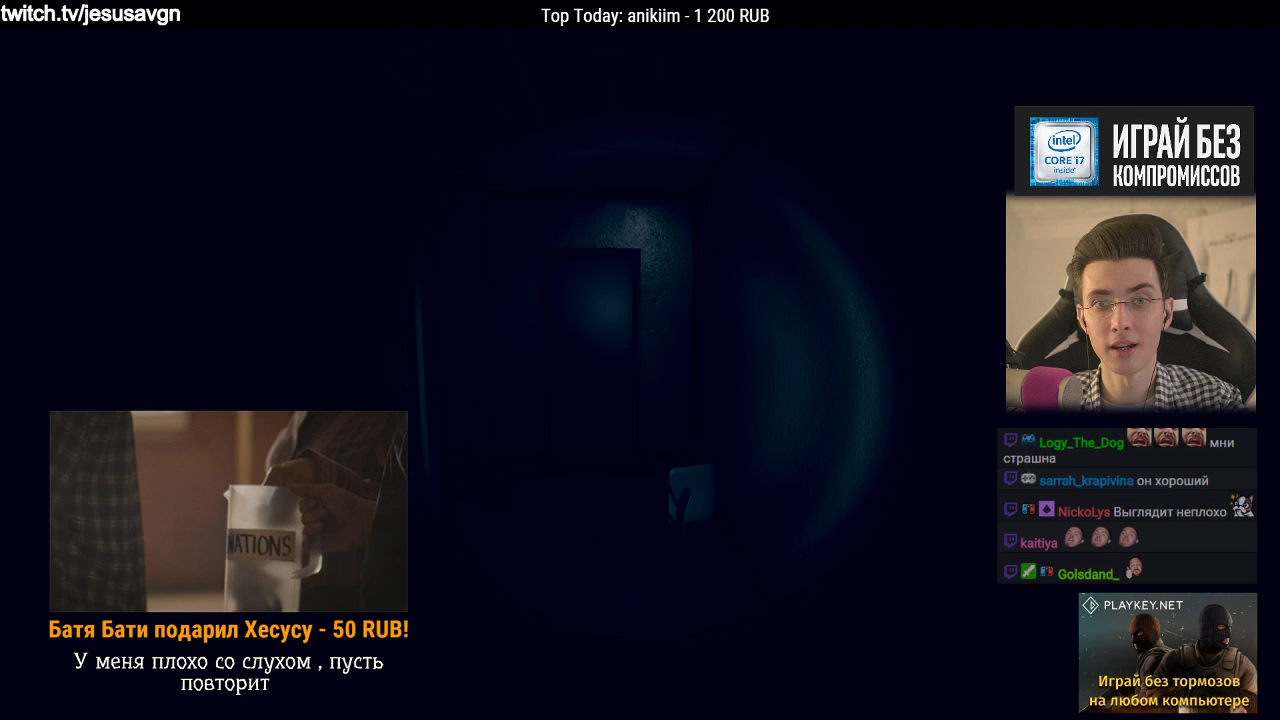 twitch.tv/jesusavgn
Top Today: anikiim - 1 200 RUB
intel
CORE i7
inside
ИГРАЙ БЕЗ
КОМПРОМИССОВ
Logy_The_Dog мни
страшна
sarrah_krapivina он хороший
NickoLys Выглядит неплохо
kaitiya
Golsdand_
NATIONS
Батя Бати подарил Хесусу - 50 RUB!
У меня плохо со слухом , пусть
повторит
PLAYKEY.NET
Играй без тормозов
на любом компьютере